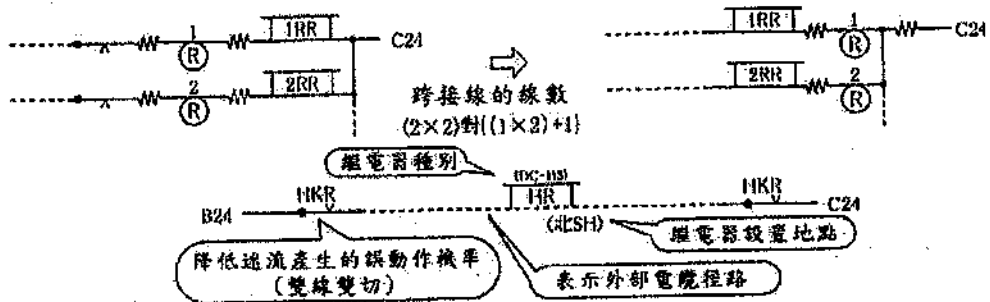 1
1RR
C24
R
2
2RR
R
1RR
1
C24
R
2RR
2
R
跨接線的線數
(2×2)對{(1×2)+1}
繼電器種別
HR
B24
HKR
(北SH)
HKR
C24
降低迷流產生的誤動作機率
(雙線雙切)
表示外部電纜徑路
繼電器設置地點